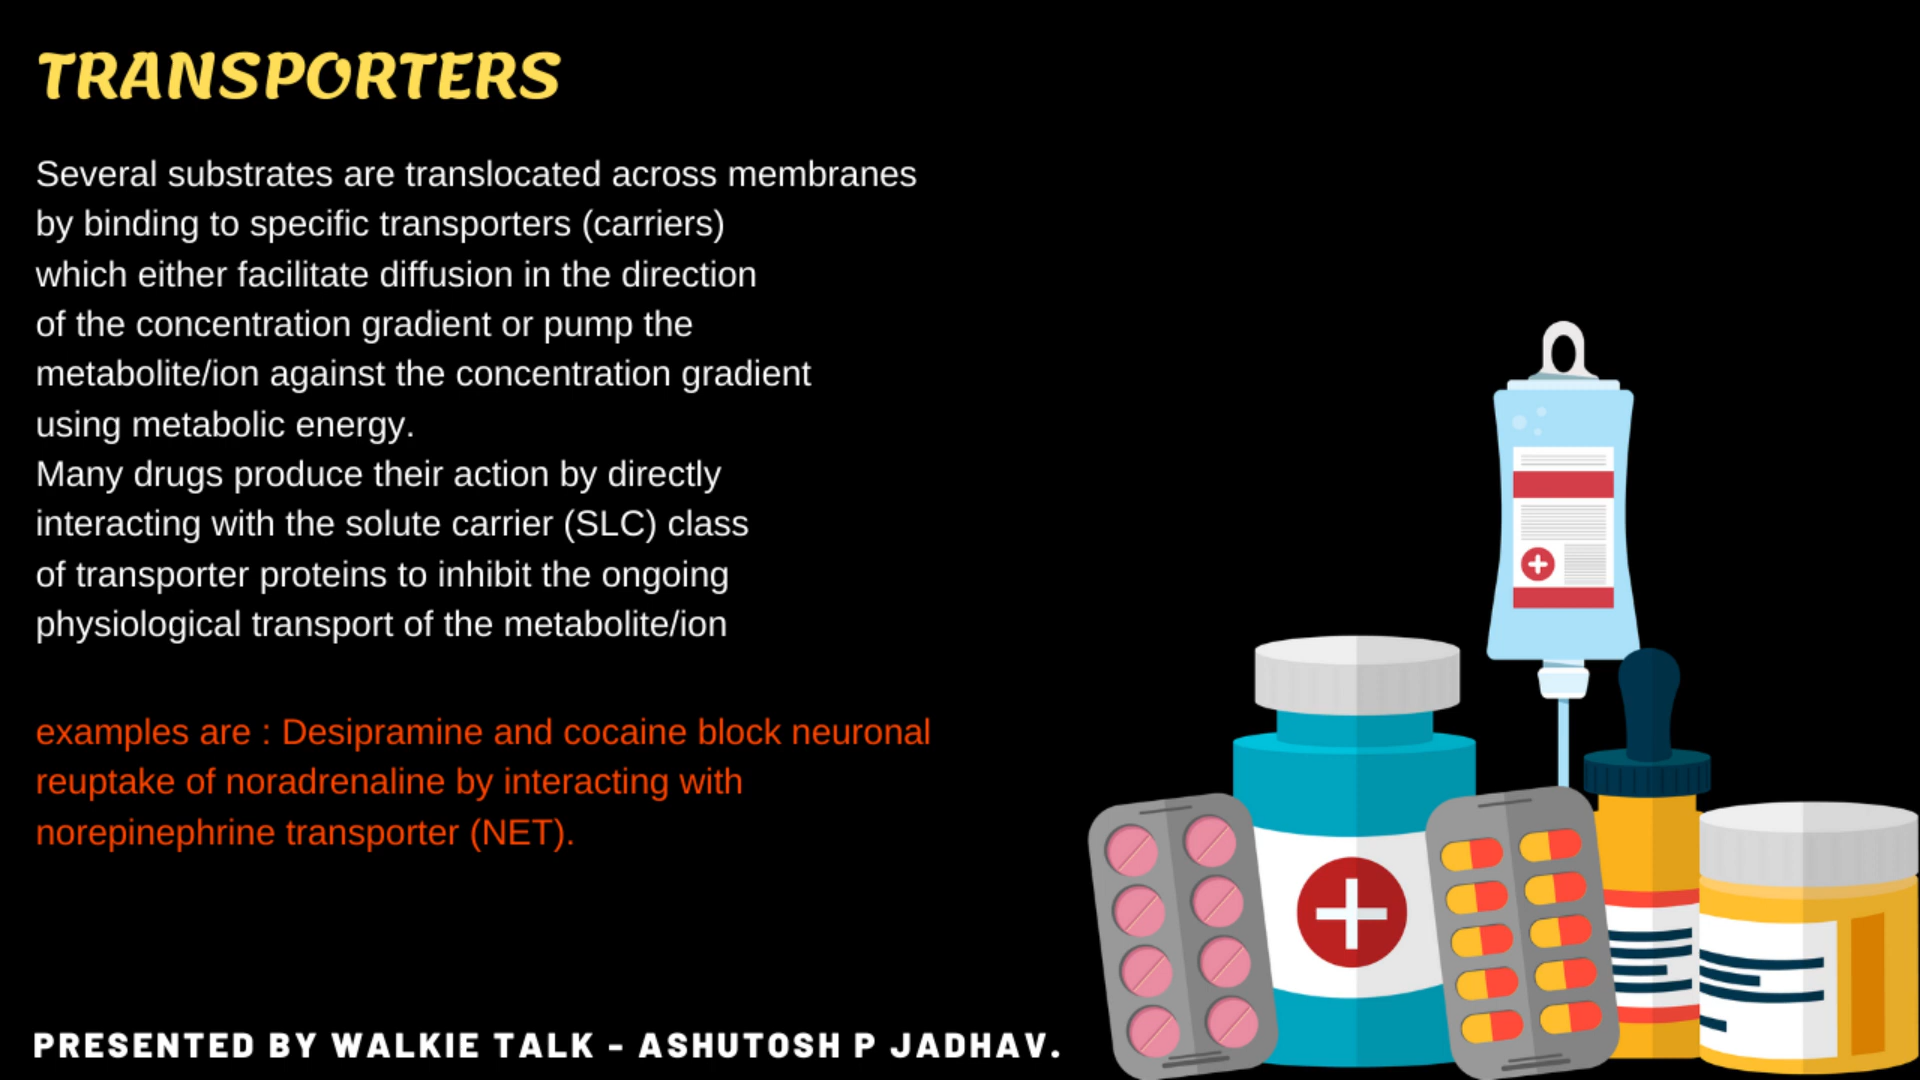 TRANSPORTERS
Several substrates are translocated across membranes
by binding to specific transporters (carriers)
which either facilitate diffusion in the direction
of the concentration gradient or pump the
metabolite/ion against the concentration gradient
using metabolic energy.
Many drugs produce their action by directly
interacting with the solute carrier (SLC) class
of transporter proteins to inhibit the ongoing
physiological transport of the metabolite/ion
examples are : Desipramine and cocaine block neuronal
reuptake of noradrenaline by interacting with
norepinephrine transporter (NET).
PRESENTED BY WALKIE TALK - ASHUTOSH P JADHAV.